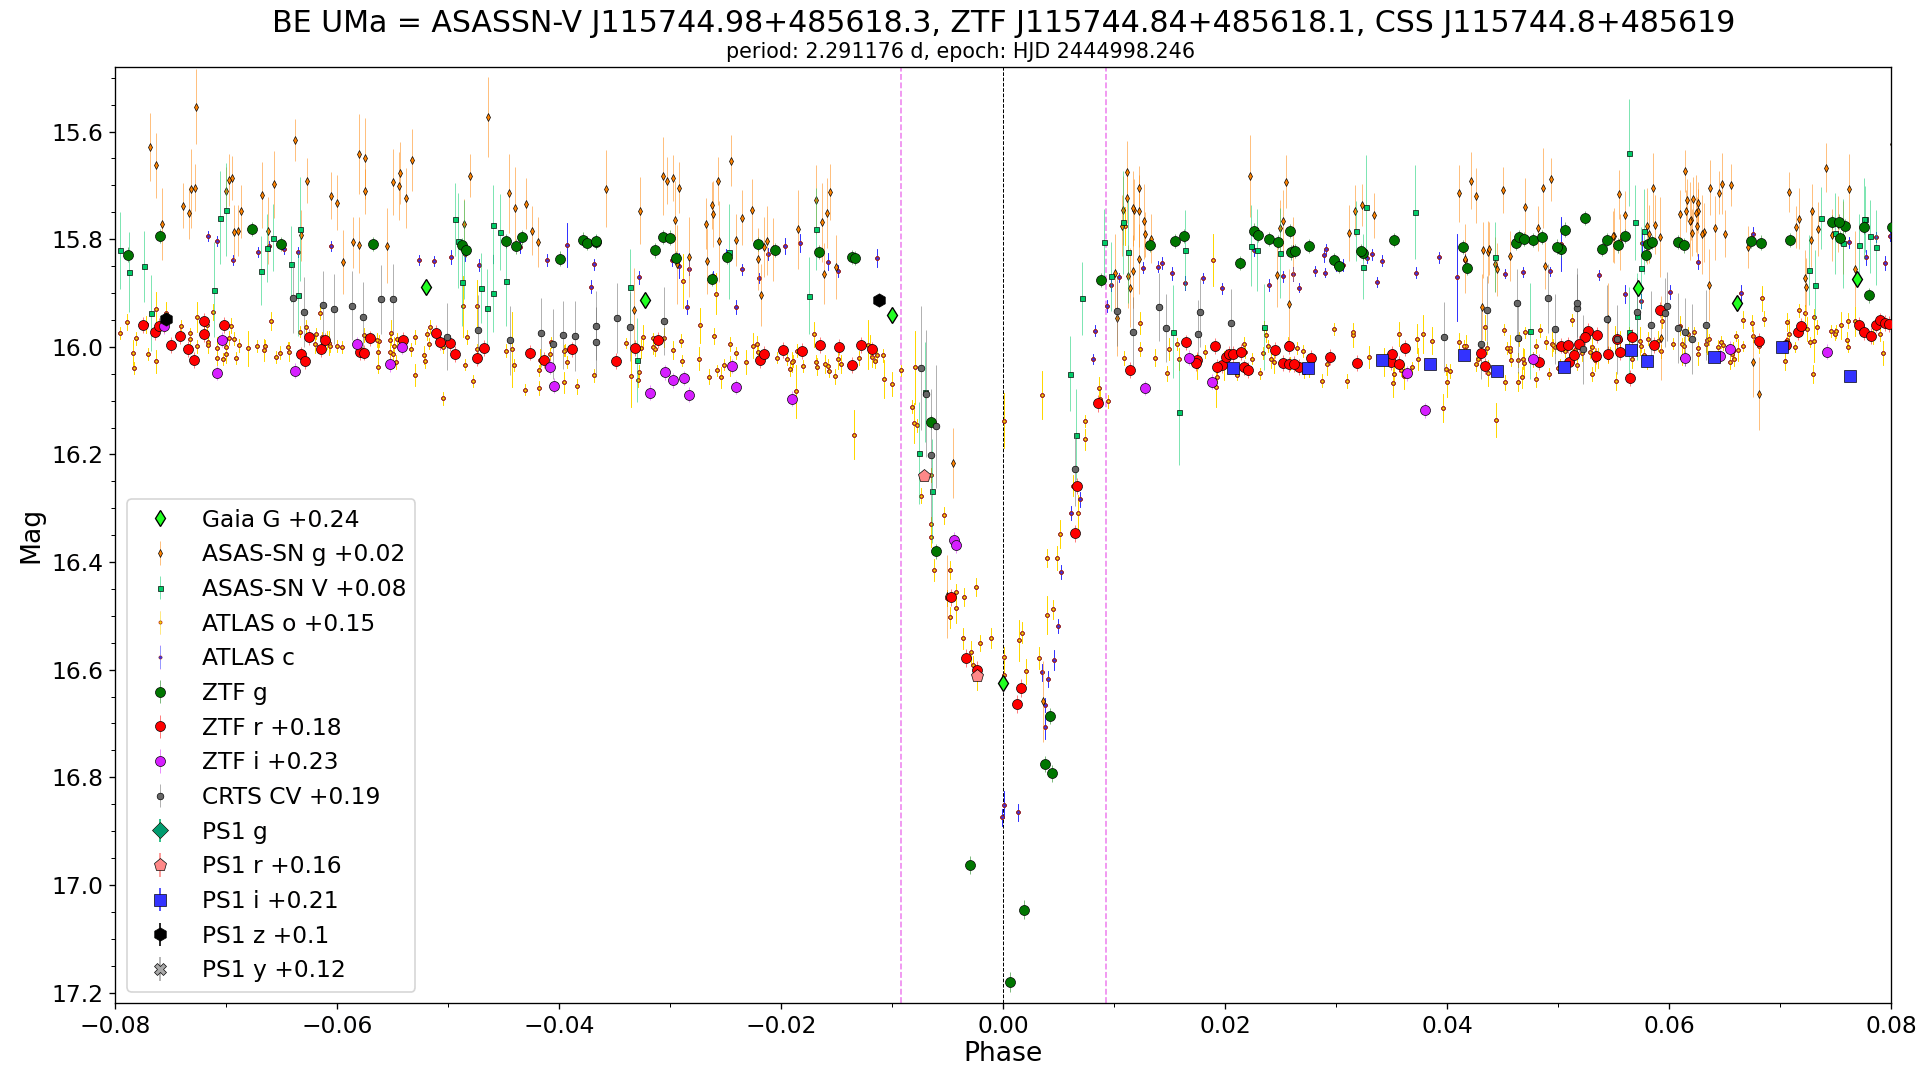 BE UMa = ASASSN-V J115744.98+485618.3, ZTF J115744.84+485618.1, CSS J115744.8+485619
period: 2.291176 d, epoch: HJD 2444998.246
Mag
15.6
15.8
16.0
16.2
16.4
16.6
16.8
17.0
17.2
Gaia G +0.24
ASAS-SN g +0.02
ASAS-SN V +0.08
ATLAS o +0.15
ATLAS c
ZTF g
ZTF r +0.18
ZTF i +0.23
CRTS CV +0.19
PS1 g
PS1 r +0.16
PS1 i +0.21
PS1 z +0.1
PS1 y +0.12
−0.08 −0.06 −0.04 −0.02 0.00 0.02 0.04 0.06 0.08
Phase